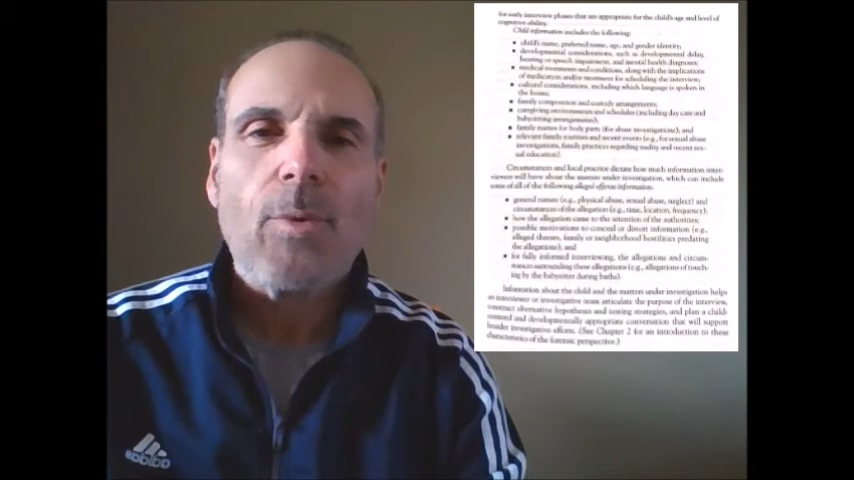 for early interview phases that are appropriate for the child's age and level of
cognitive ability.
Child information includes the following:
• child's name, preferred name, age, and gender identity;
• developmental considerations, such as developmental delay,
hearing or speech impairment, and mental health diagnoses;
• medical treatments and conditions, along with the implications
of medication and/or treatment for scheduling the interview;
• cultural considerations, including which language is spoken in
the home;
• family composition and custody arrangements;
• caregiving environments and schedules (including day care and
babysitting arrangements);
• family names for body parts (for abuse investigations); and
• relevant family routines and recent events (e.g., for sexual abuse
investigations, family practices regarding nudity and recent sex-
ual education).
Circumstances and local practice dictate how much information inter-
viewers will have about the matters under investigation, which can include
some of all of the following alleged offense information:
• general nature (e.g., physical abuse, sexual abuse, neglect) and
circumstances of the allegation (e.g., time, location, frequency);
• how the allegation came to the attention of the authorities;
• possible motivations to conceal or distort information (e.g.,
alleged threats, family or neighborhood hostilities predating
the allegations); and
• for fully informed interviewing, the allegations and circum-
stances surrounding these allegations (e.g., allegations of touch-
ing by the babysitter during baths).
Information about the child and the matters under investigation helps
an interviewer or investigative team articulate the purpose of the interview,
construct alternative hypotheses and testing strategies, and plan a child-
centered and developmentally appropriate conversation that will support
broader investigative efforts. (See Chapter 2 for an introduction to these
characteristics of the forensic perspective.)
adidas